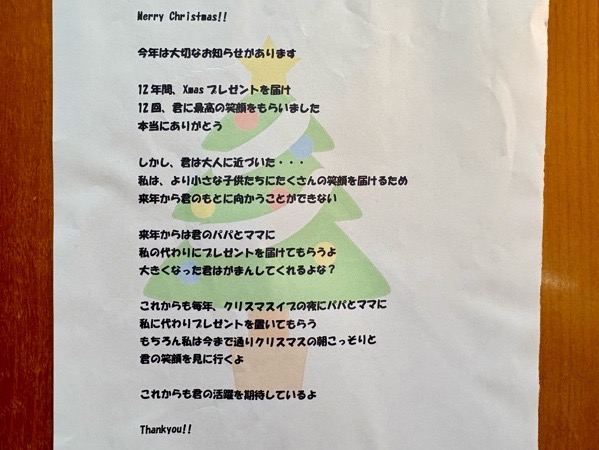 Merry Christmas!!
今年は大切なお知らせがあります
12年間、Xmasプレゼントを届け
12回、君に最高の笑顔をもらいました
本当にありがとう
しかし、君は大人に近づいた・・・
私は、より小さな子供たちにたくさんの笑顔を届けるため
来年から君のもとに向かうことができない
来年からは君のパパとママに
私の代わりにプレゼントを届けてもらうよ
大きくなった君はがまんしてくれるよな？
これからも毎年、クリスマスイブの夜にパパとママに
私に代わりプレゼントを置いてもらう
もちろん私は今まで通りクリスマスの朝こっそりと
君の笑顔を見に行くよ
これからも君の活躍を期待しているよ
Thankyou!!